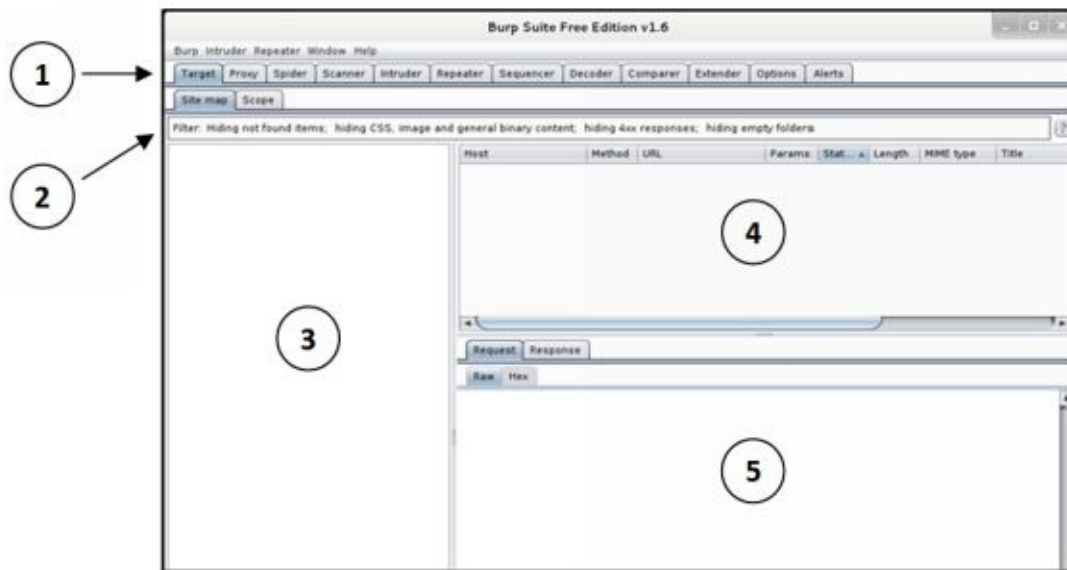 Burp Suite Free Edition v1.6
Burp Intruder Repeater Window Help
1
Target Proxy Spider Scanner Intruder Repeater Sequencer Decoder Comparer Extender Options Alerts
Site map Scope
Filter: Hiding not found items; hiding CSS, image and general binary content; hiding 4xx responses; hiding empty folders
?
2
Host Method URL Params Stat... Length MIME type Title
4
3
Request Response
Raw Hex
5